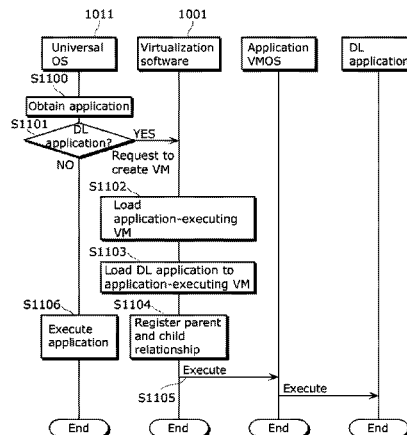 1011
1001
Universal OS
Virtualization software
Application VMOS
DL application
S1100
Obtain application
S1101
DL application?
YES
NO
Request to create VM
S1102
Load application-executing VM
S1103
Load DL application to application-executing VM
S1106
S1104
Execute application
Register parent and child relationship
Execute
S1105
Execute
End
End
End
End